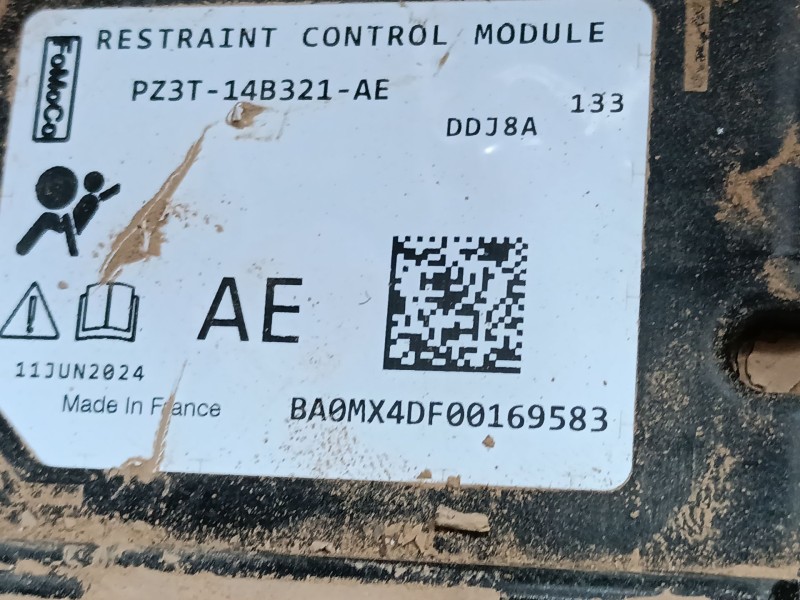 FoMoCo
RESTRAINT CONTROL MODULE
PZ3T-14B321-AE
133
DDJ8A
AE
11JUN2024
Made In France
BA0MX4DF00169583